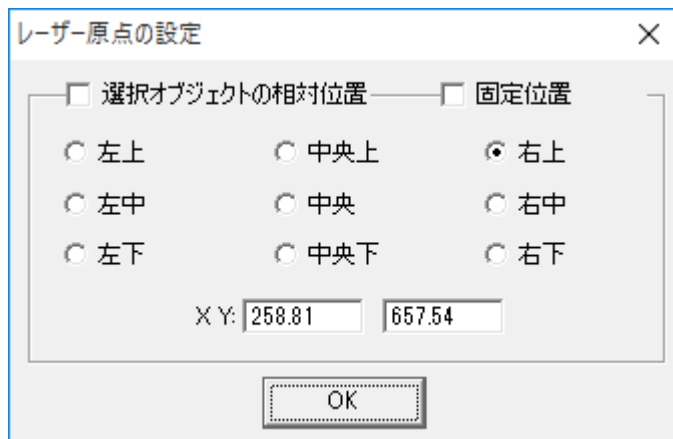 レーザー原点の設定
選択オブジェクトの相対位置 固定位置
左上 中央上 右上
左中 中央 右中
左下 中央下 右下
X Y: 258.81 657.54
OK